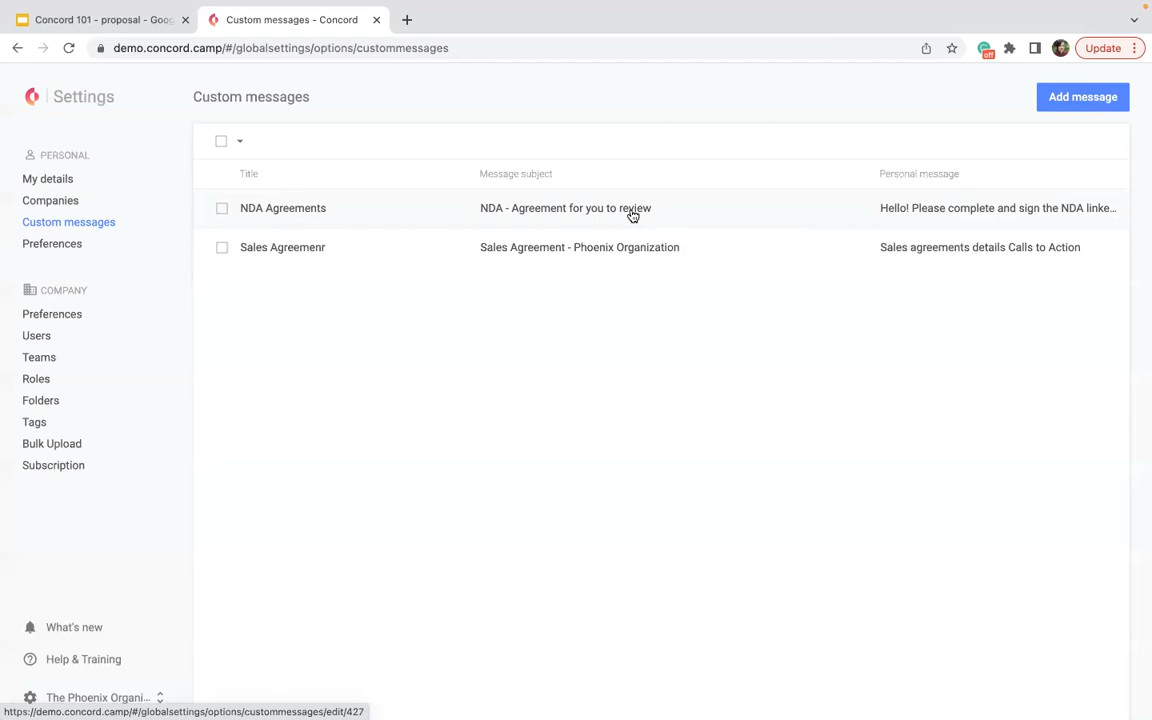 Concord 101 - proposal - Goog
Custom messages - Concord
demo.concord.camp/#/globalsettings/options/custommessages
off
Update
Settings
Custom messages
Add message
PERSONAL
My details
Companies
Custom messages
Preferences
COMPANY
Preferences
Users
Teams
Roles
Folders
Tags
Bulk Upload
Subscription
Title Message subject Personal message
NDA Agreements NDA - Agreement for you to review Hello! Please complete and sign the NDA linke...
Sales Agreemenr Sales Agreement - Phoenix Organization Sales agreements details Calls to Action
What's new
Help & Training
The Phoenix Organi...
https://demo.concord.camp/#/globalsettings/options/custommessages/edit/427